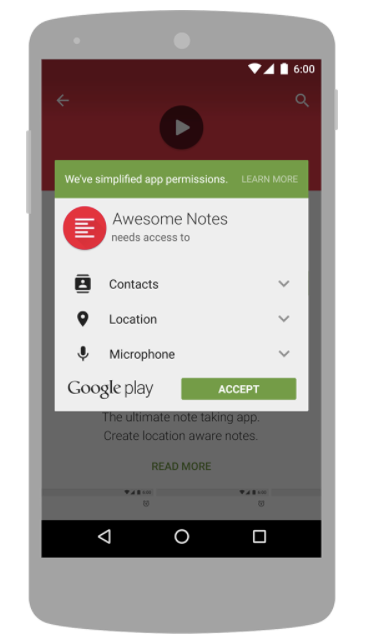 6:00
We've simplified app permissions. LEARN MORE
Awesome Notes
needs access to
Contacts
Location
Microphone
Google play ACCEPT
The ultimate note taking app.
Create location aware notes.
READ MORE